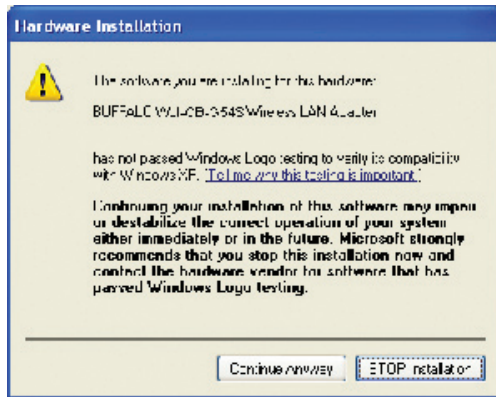 Hardware Installation
The software you are installing for this hardware:
BUFFALO WLI-CB-G54S Wireless LAN Adapter
has not passed Windows Logo testing to verify its compatibility
with Windows XP. (Tell me why this testing is important.)
Continuing your installation of this software may impair
or destabilize the correct operation of your system
either immediately or in the future. Microsoft strongly
recommends that you stop this installation now and
contact the hardware vendor for software that has
passed Windows Logo testing.
Continue Anyway
STOP Installation